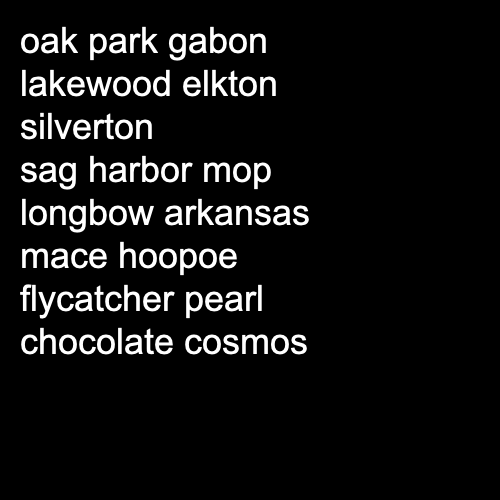 oak park gabon
lakewood elkton
silverton
sag harbor mop
longbow arkansas
mace hoopoe
flycatcher pearl
chocolate cosmos